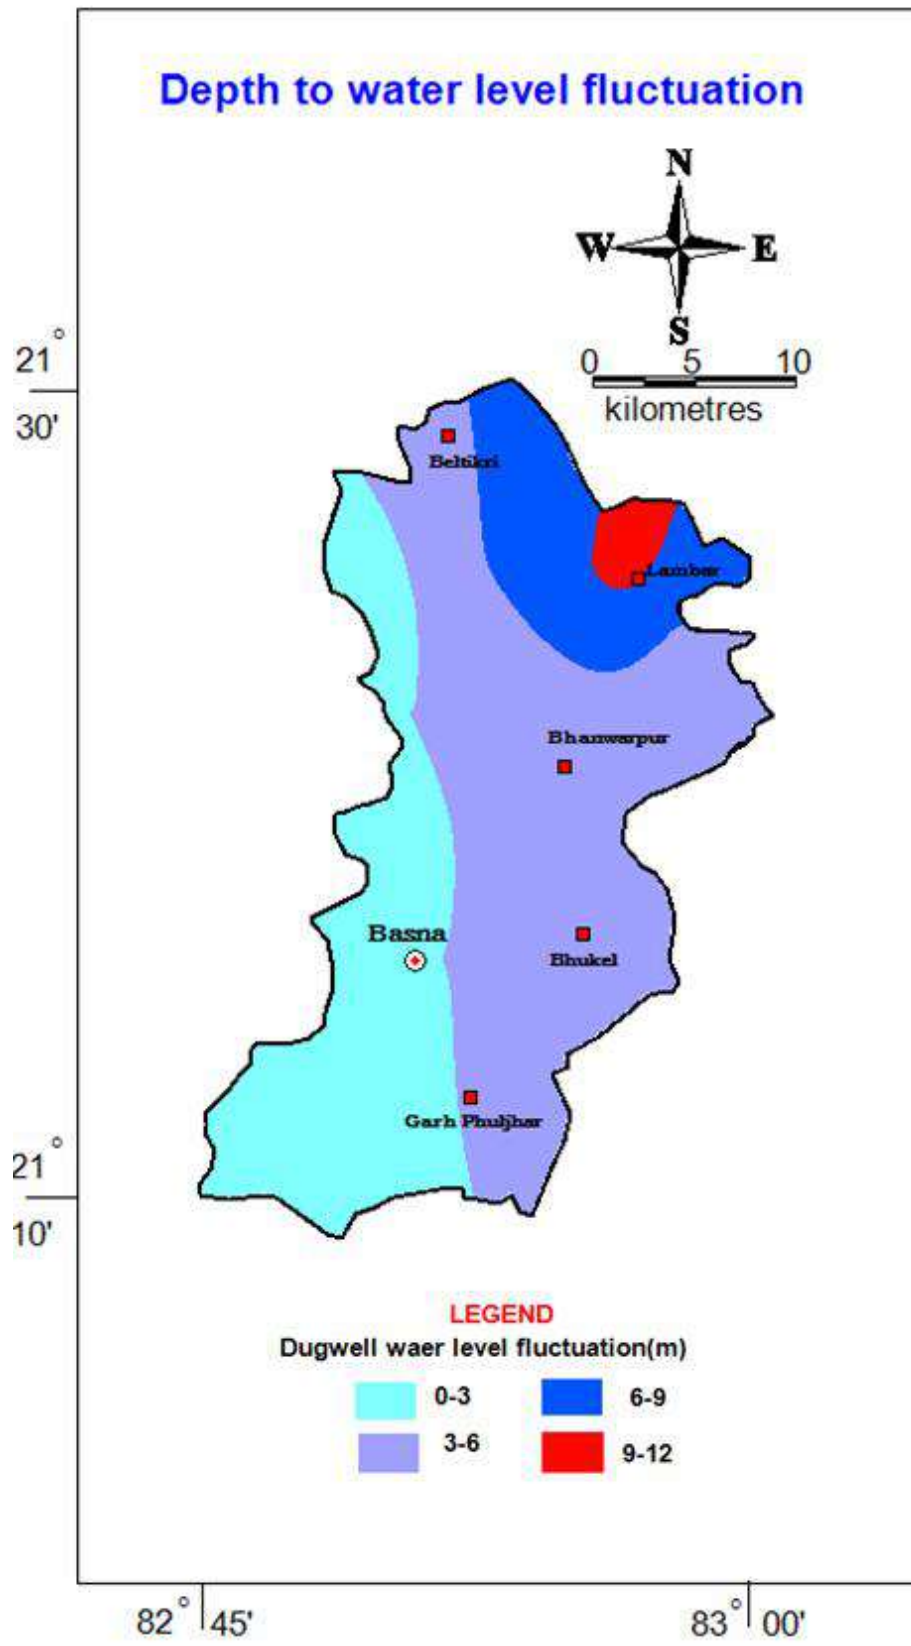 Depth to water level fluctuation
N
W E
S
0 5 10
kilometres
21°
30'
Beltikri
Lambar
Bhanwarpur
Basna
Bhukel
Garh Phuljhar
21°
10'
LEGEND
Dugwell waer level fluctuation(m)
0-3 6-9
3-6 9-12
82° 45' 83° 00'